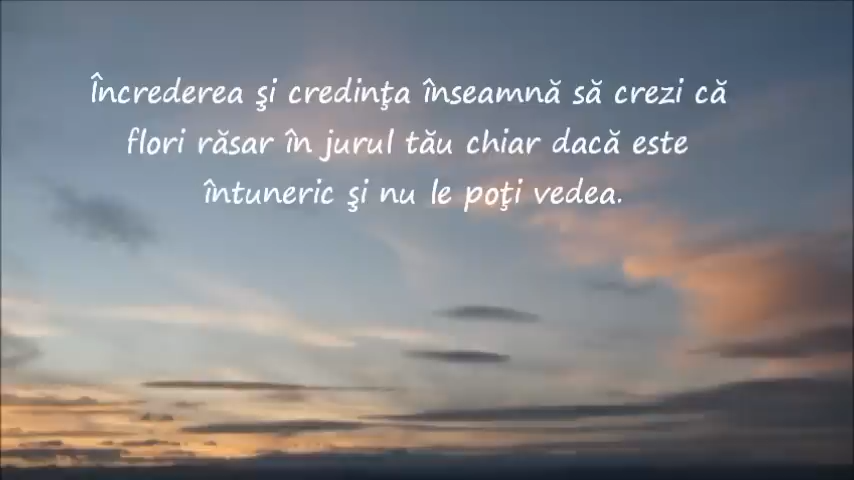 Încrederea şi credinţa înseamnă să crezi că
flori răsar în jurul tău chiar dacă este
întuneric şi nu le poţi vedea.